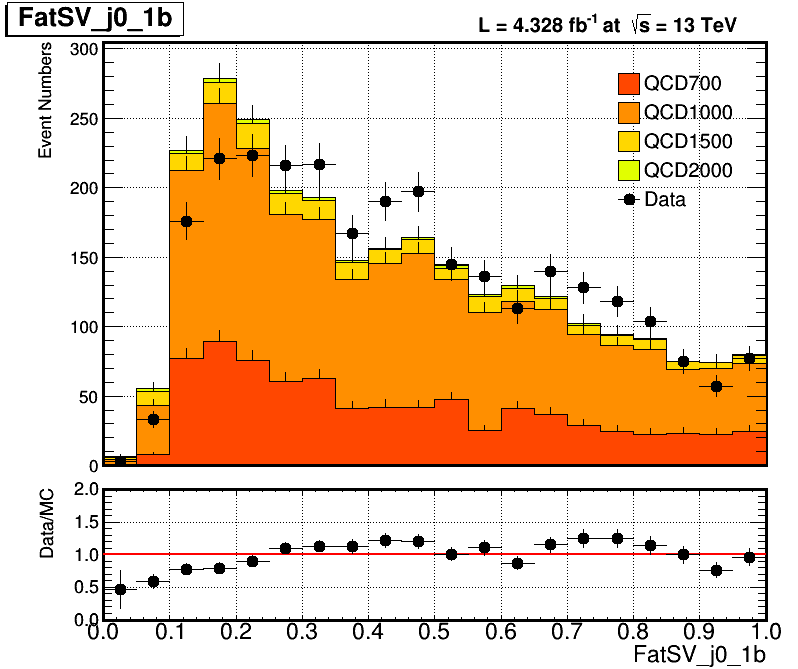 FatSV_j0_1b
L = 4.328 fb⁻¹ at √s = 13 TeV
Event Numbers
300
250
200
150
100
50
0
QCD700
QCD1000
QCD1500
QCD2000
Data
Data/MC
2.0
1.5
1.0
0.5
0.0
0.0 0.1 0.2 0.3 0.4 0.5 0.6 0.7 0.8 0.9 1.0
FatSV_j0_1b